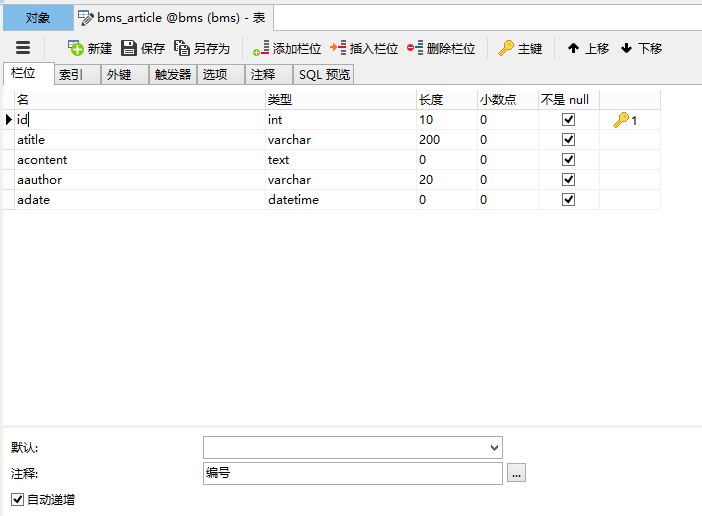 对象 bms_article @bms (bms) - 表
新建 保存 另存为 添加栏位 插入栏位 删除栏位 主键 上移 下移
栏位 索引 外键 触发器 选项 注释 SQL 预览
名 类型 长度 小数点 不是 null
id int 10 0 1
atitle varchar 200 0
acontent text 0 0
aauthor varchar 20 0
adate datetime 0 0
默认:
注释: 编号 ...
自动递增